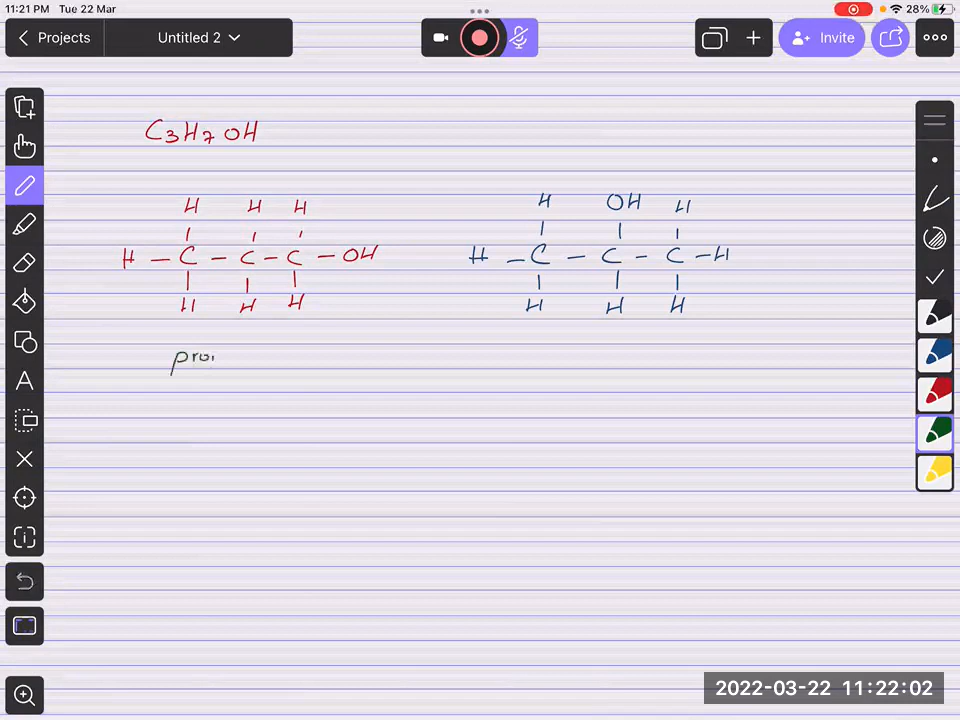 11:21 PM Tue 22 Mar
28%
Projects
Untitled 2
Invite
C3H7OH
H H H
H – C – C – C – OH
H H H
H OH H
H – C – C – C – H
H H H
pro
A
2022-03-22 11:22:02